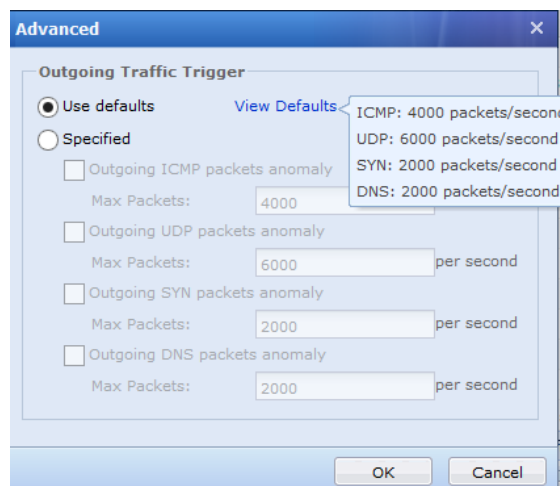 Advanced
Outgoing Traffic Trigger
Use defaults View Defaults
ICMP: 4000 packets/second
UDP: 6000 packets/second
SYN: 2000 packets/second
DNS: 2000 packets/second
Specified
Outgoing ICMP packets anomaly
Max Packets: 4000
Outgoing UDP packets anomaly
Max Packets: 6000 per second
Outgoing SYN packets anomaly
Max Packets: 2000 per second
Outgoing DNS packets anomaly
Max Packets: 2000 per second
OK Cancel